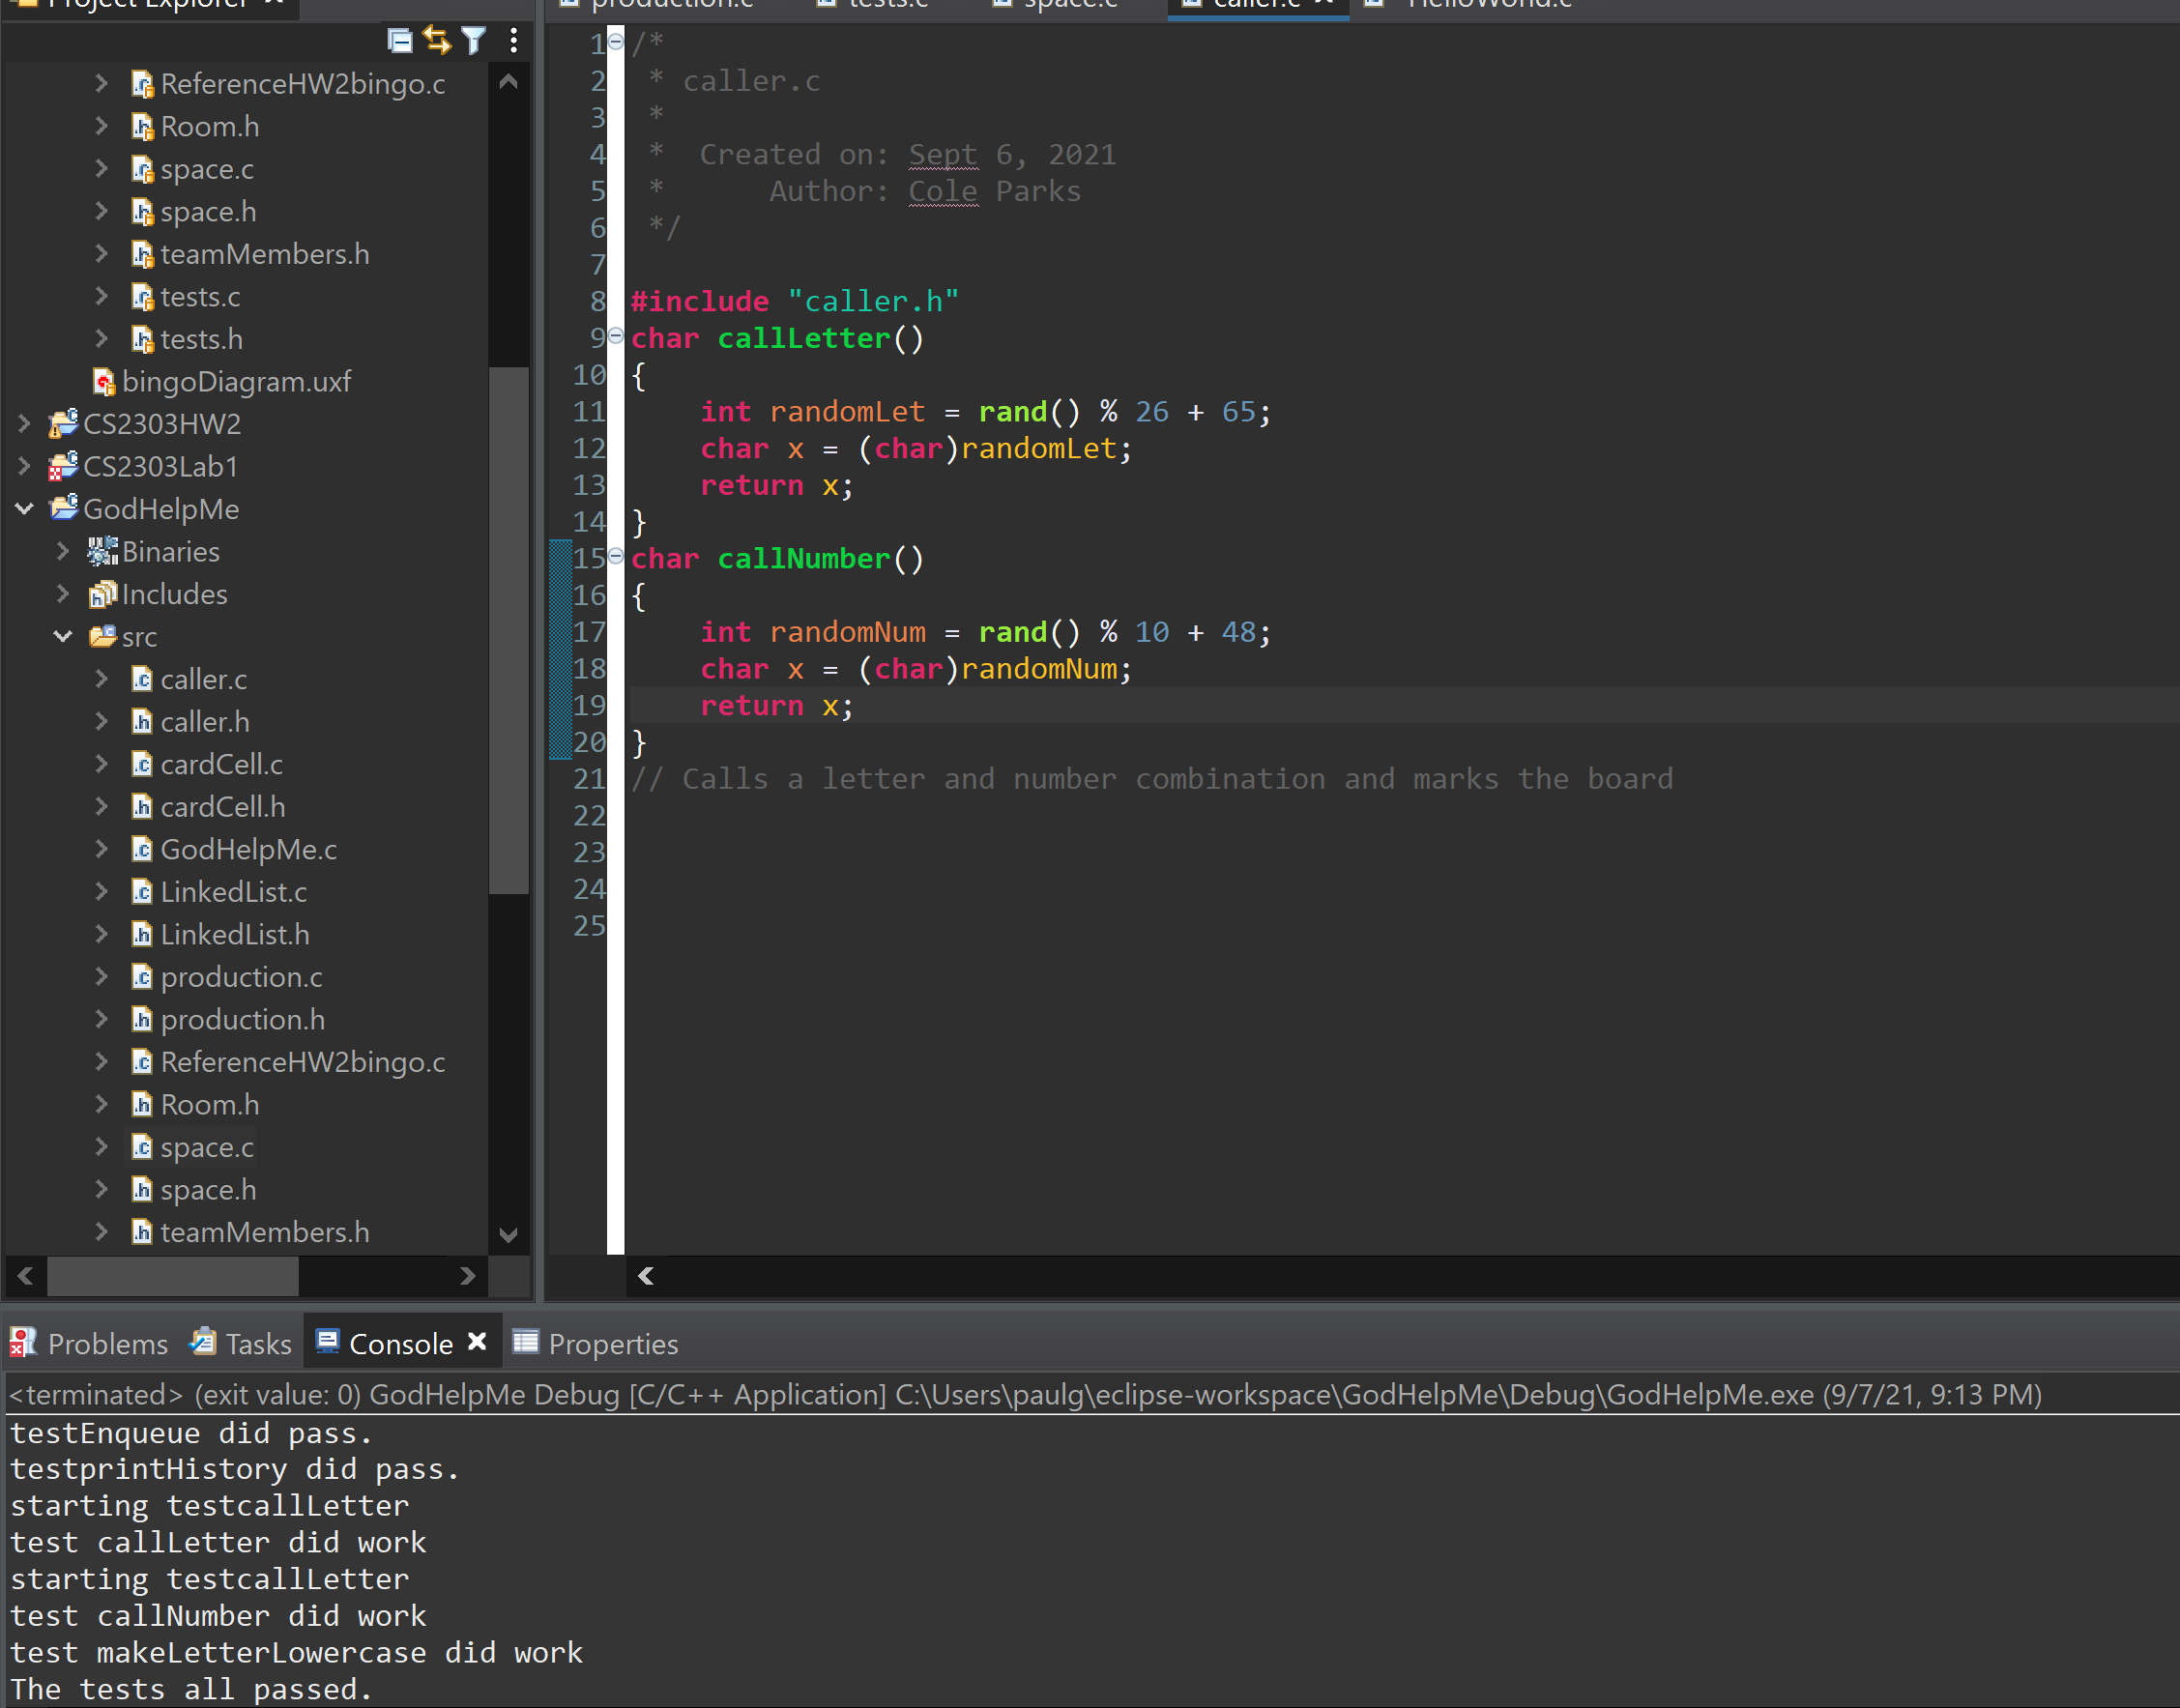 Project Explorer
ReferenceHW2bingo.c
Room.h
space.c
space.h
teamMembers.h
tests.c
tests.h
bingoDiagram.uxf
CS2303HW2
CS2303Lab1
GodHelpMe
Binaries
Includes
src
caller.c
caller.h
cardCell.c
cardCell.h
GodHelpMe.c
LinkedList.c
LinkedList.h
production.c
production.h
ReferenceHW2bingo.c
Room.h
space.c
space.h
teamMembers.h
production.c tests.c space.c caller.c HelloWorld.c
1 /*
2  * caller.c
3  *
4  *  Created on: Sept 6, 2021
5  *      Author: Cole Parks
6  */
7
8 #include "caller.h"
9 char callLetter()
10 {
11     int randomLet = rand() % 26 + 65;
12     char x = (char)randomLet;
13     return x;
14 }
15 char callNumber()
16 {
17     int randomNum = rand() % 10 + 48;
18     char x = (char)randomNum;
19     return x;
20 }
21 // Calls a letter and number combination and marks the board
22
23
24
25
Problems Tasks Console Properties
<terminated> (exit value: 0) GodHelpMe Debug [C/C++ Application] C:\Users\paulg\eclipse-workspace\GodHelpMe\Debug\GodHelpMe.exe (9/7/21, 9:13 PM)
testEnqueue did pass.
testprintHistory did pass.
starting testcallLetter
test callLetter did work
starting testcallLetter
test callNumber did work
test makeLetterLowercase did work
The tests all passed.